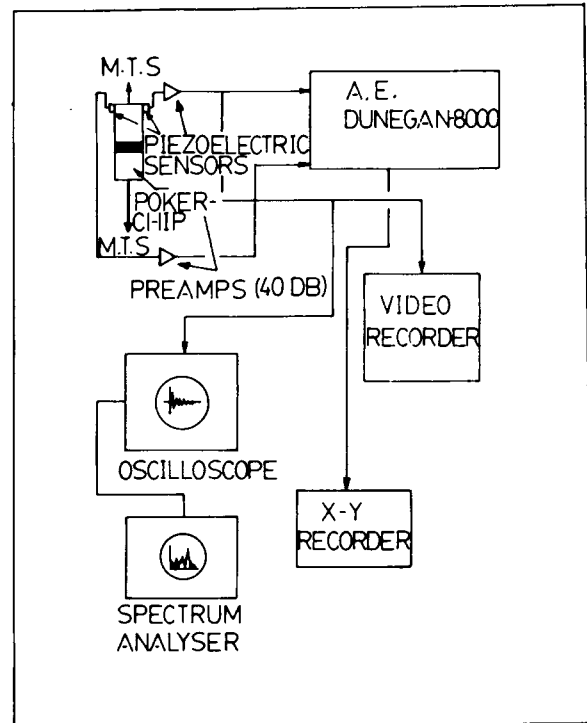 M.T.S
A.E.
DUNEGAN-8000
PIEZOELECTRIC
SENSORS
POKER-
CHIP
M.T.S
PREAMPS (40 DB)
VIDEO
RECORDER
OSCILLOSCOPE
X-Y
RECORDER
SPECTRUM
ANALYSER